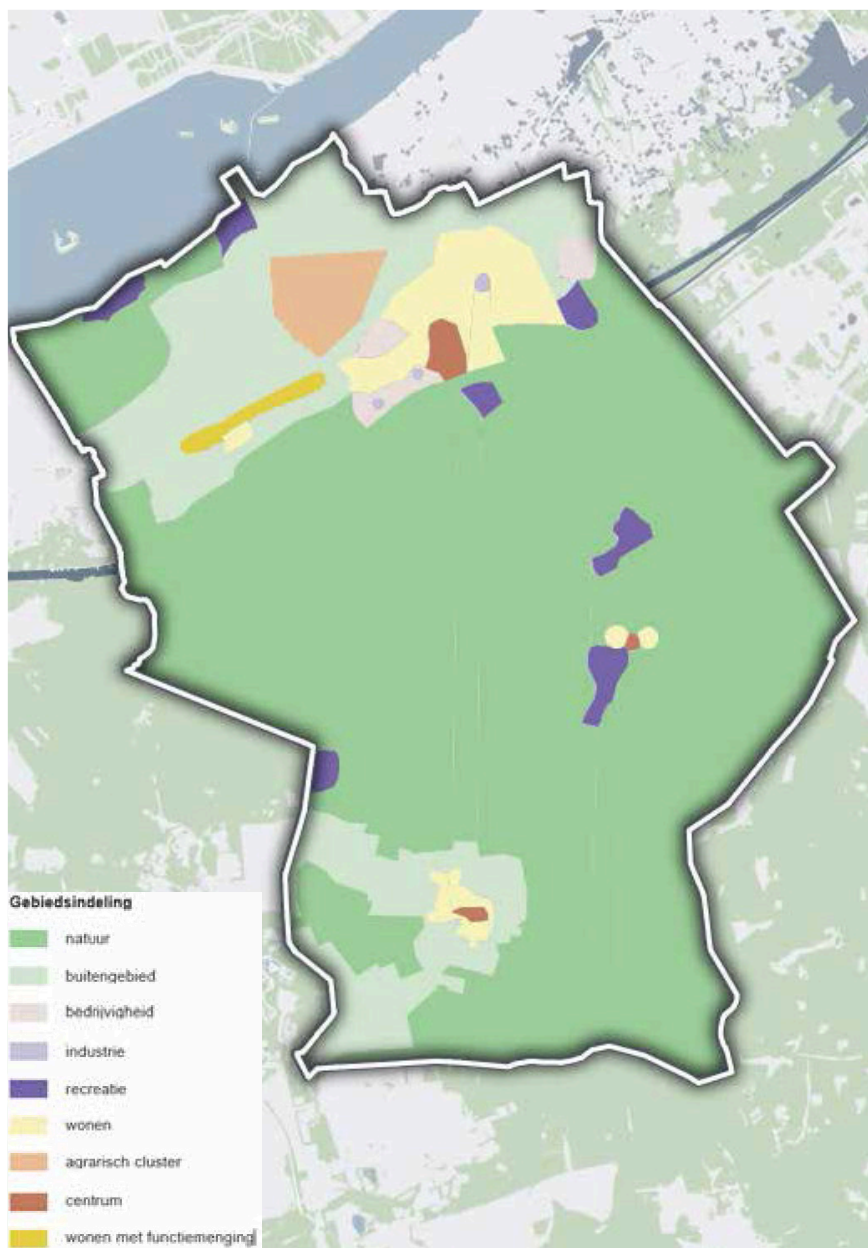 Gebiedsindeling
natuur
buitengebied
bedrijvigheid
industrie
recreatie
wonen
agrarisch cluster
centrum
wonen met functiemenging